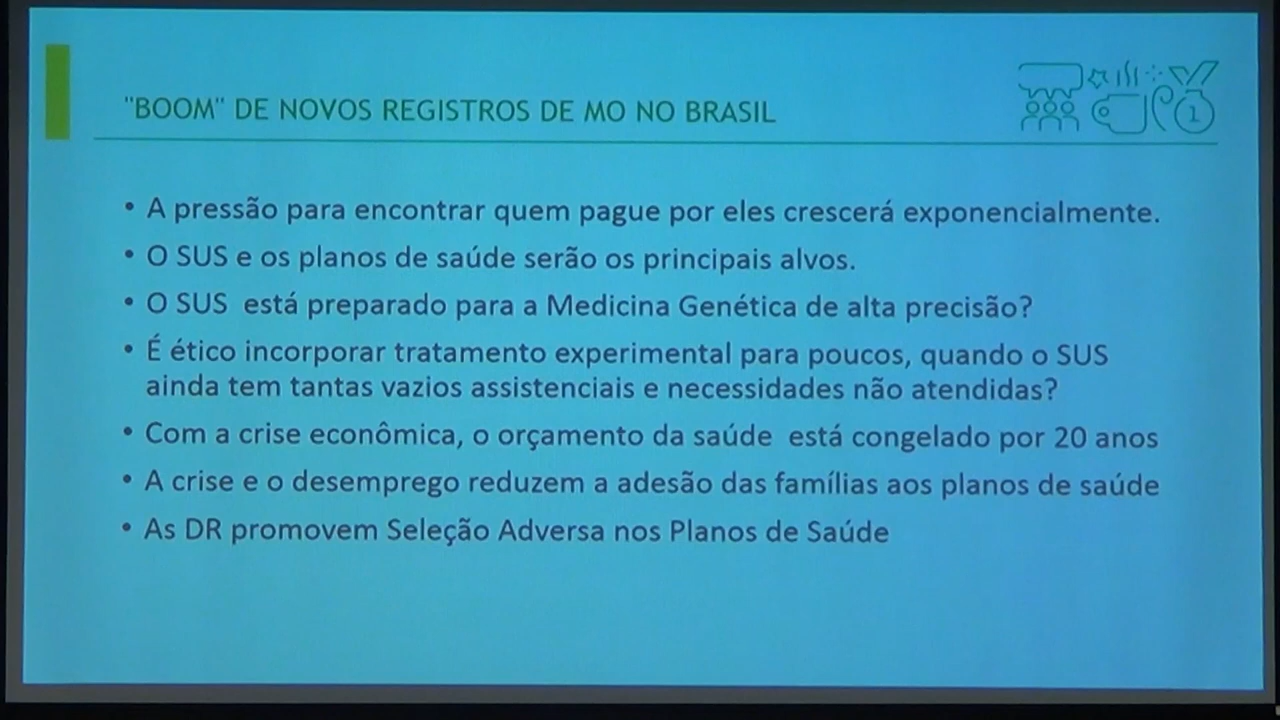 "BOOM" DE NOVOS REGISTROS DE MO NO BRASIL
1
• A pressão para encontrar quem pague por eles crescerá exponencialmente.
• O SUS e os planos de saúde serão os principais alvos.
• O SUS está preparado para a Medicina Genética de alta precisão?
• É ético incorporar tratamento experimental para poucos, quando o SUS
ainda tem tantas vazios assistenciais e necessidades não atendidas?
• Com a crise econômica, o orçamento da saúde está congelado por 20 anos
• A crise e o desemprego reduzem a adesão das famílias aos planos de saúde
• As DR promovem Seleção Adversa nos Planos de Saúde